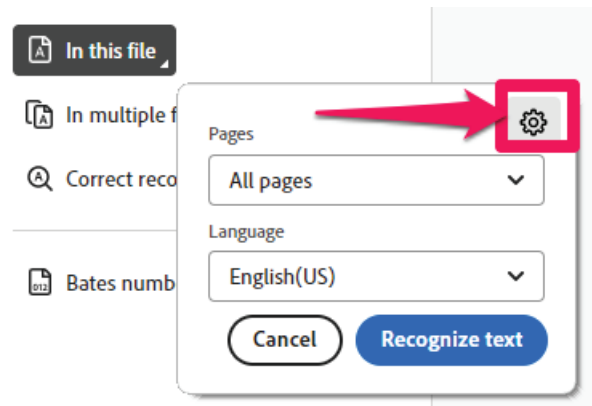 In this file
In multiple f
Correct reco
Bates numb
Pages
All pages
Language
English(US)
Cancel
Recognize text